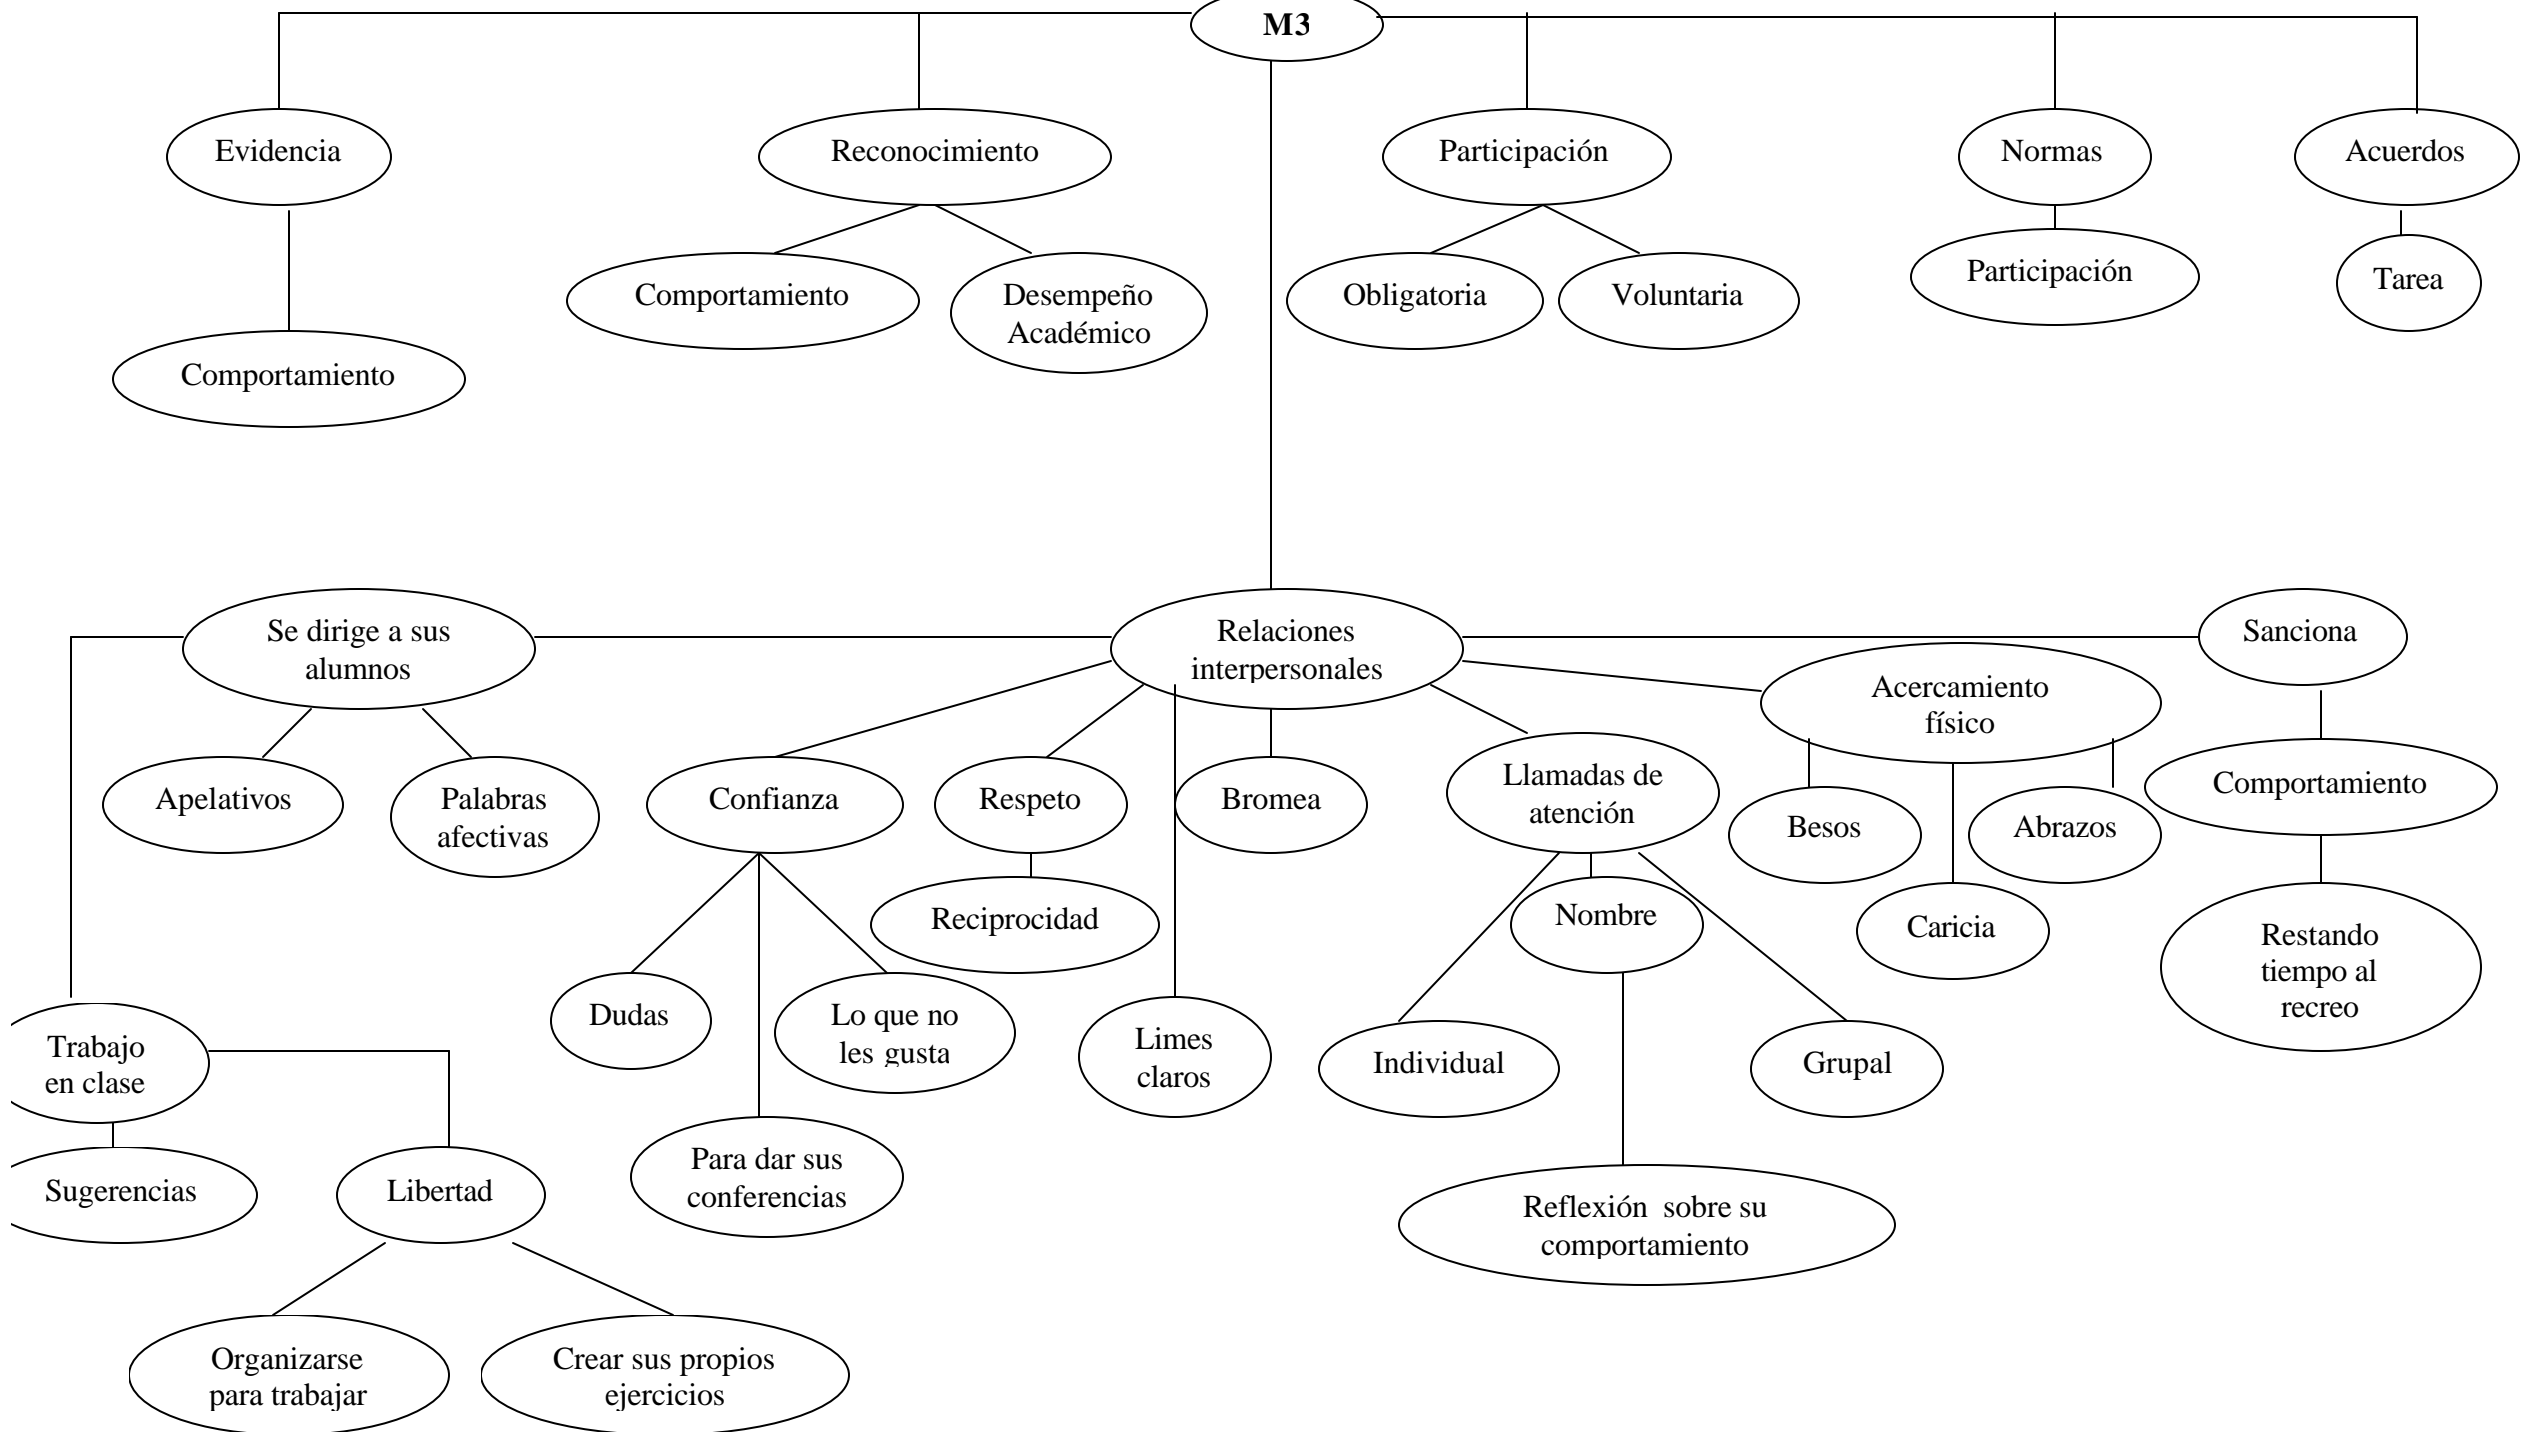 M3
Evidencia
Reconocimiento
Participación
Normas
Acuerdos
Comportamiento
Comportamiento
Desempeño
Académico
Obligatoria
Voluntaria
Participación
Tarea
Se dirige a sus
alumnos
Relaciones
interpersonales
Sanciona
Acercamiento
físico
Apelativos
Palabras
afectivas
Confianza
Respeto
Bromea
Llamadas de
atención
Besos
Abrazos
Comportamiento
Reciprocidad
Nombre
Caricia
Restando
tiempo al
recreo
Trabajo
en clase
Dudas
Lo que no
les gusta
Limes
claros
Individual
Grupal
Sugerencias
Libertad
Para dar sus
conferencias
Reflexión  sobre su
comportamiento
Organizarse
para trabajar
Crear sus propios
ejercicios